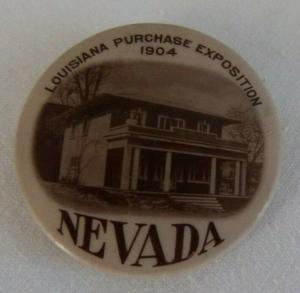 LOUISIANA PURCHASE EXPOSITION
1904
NEVADA